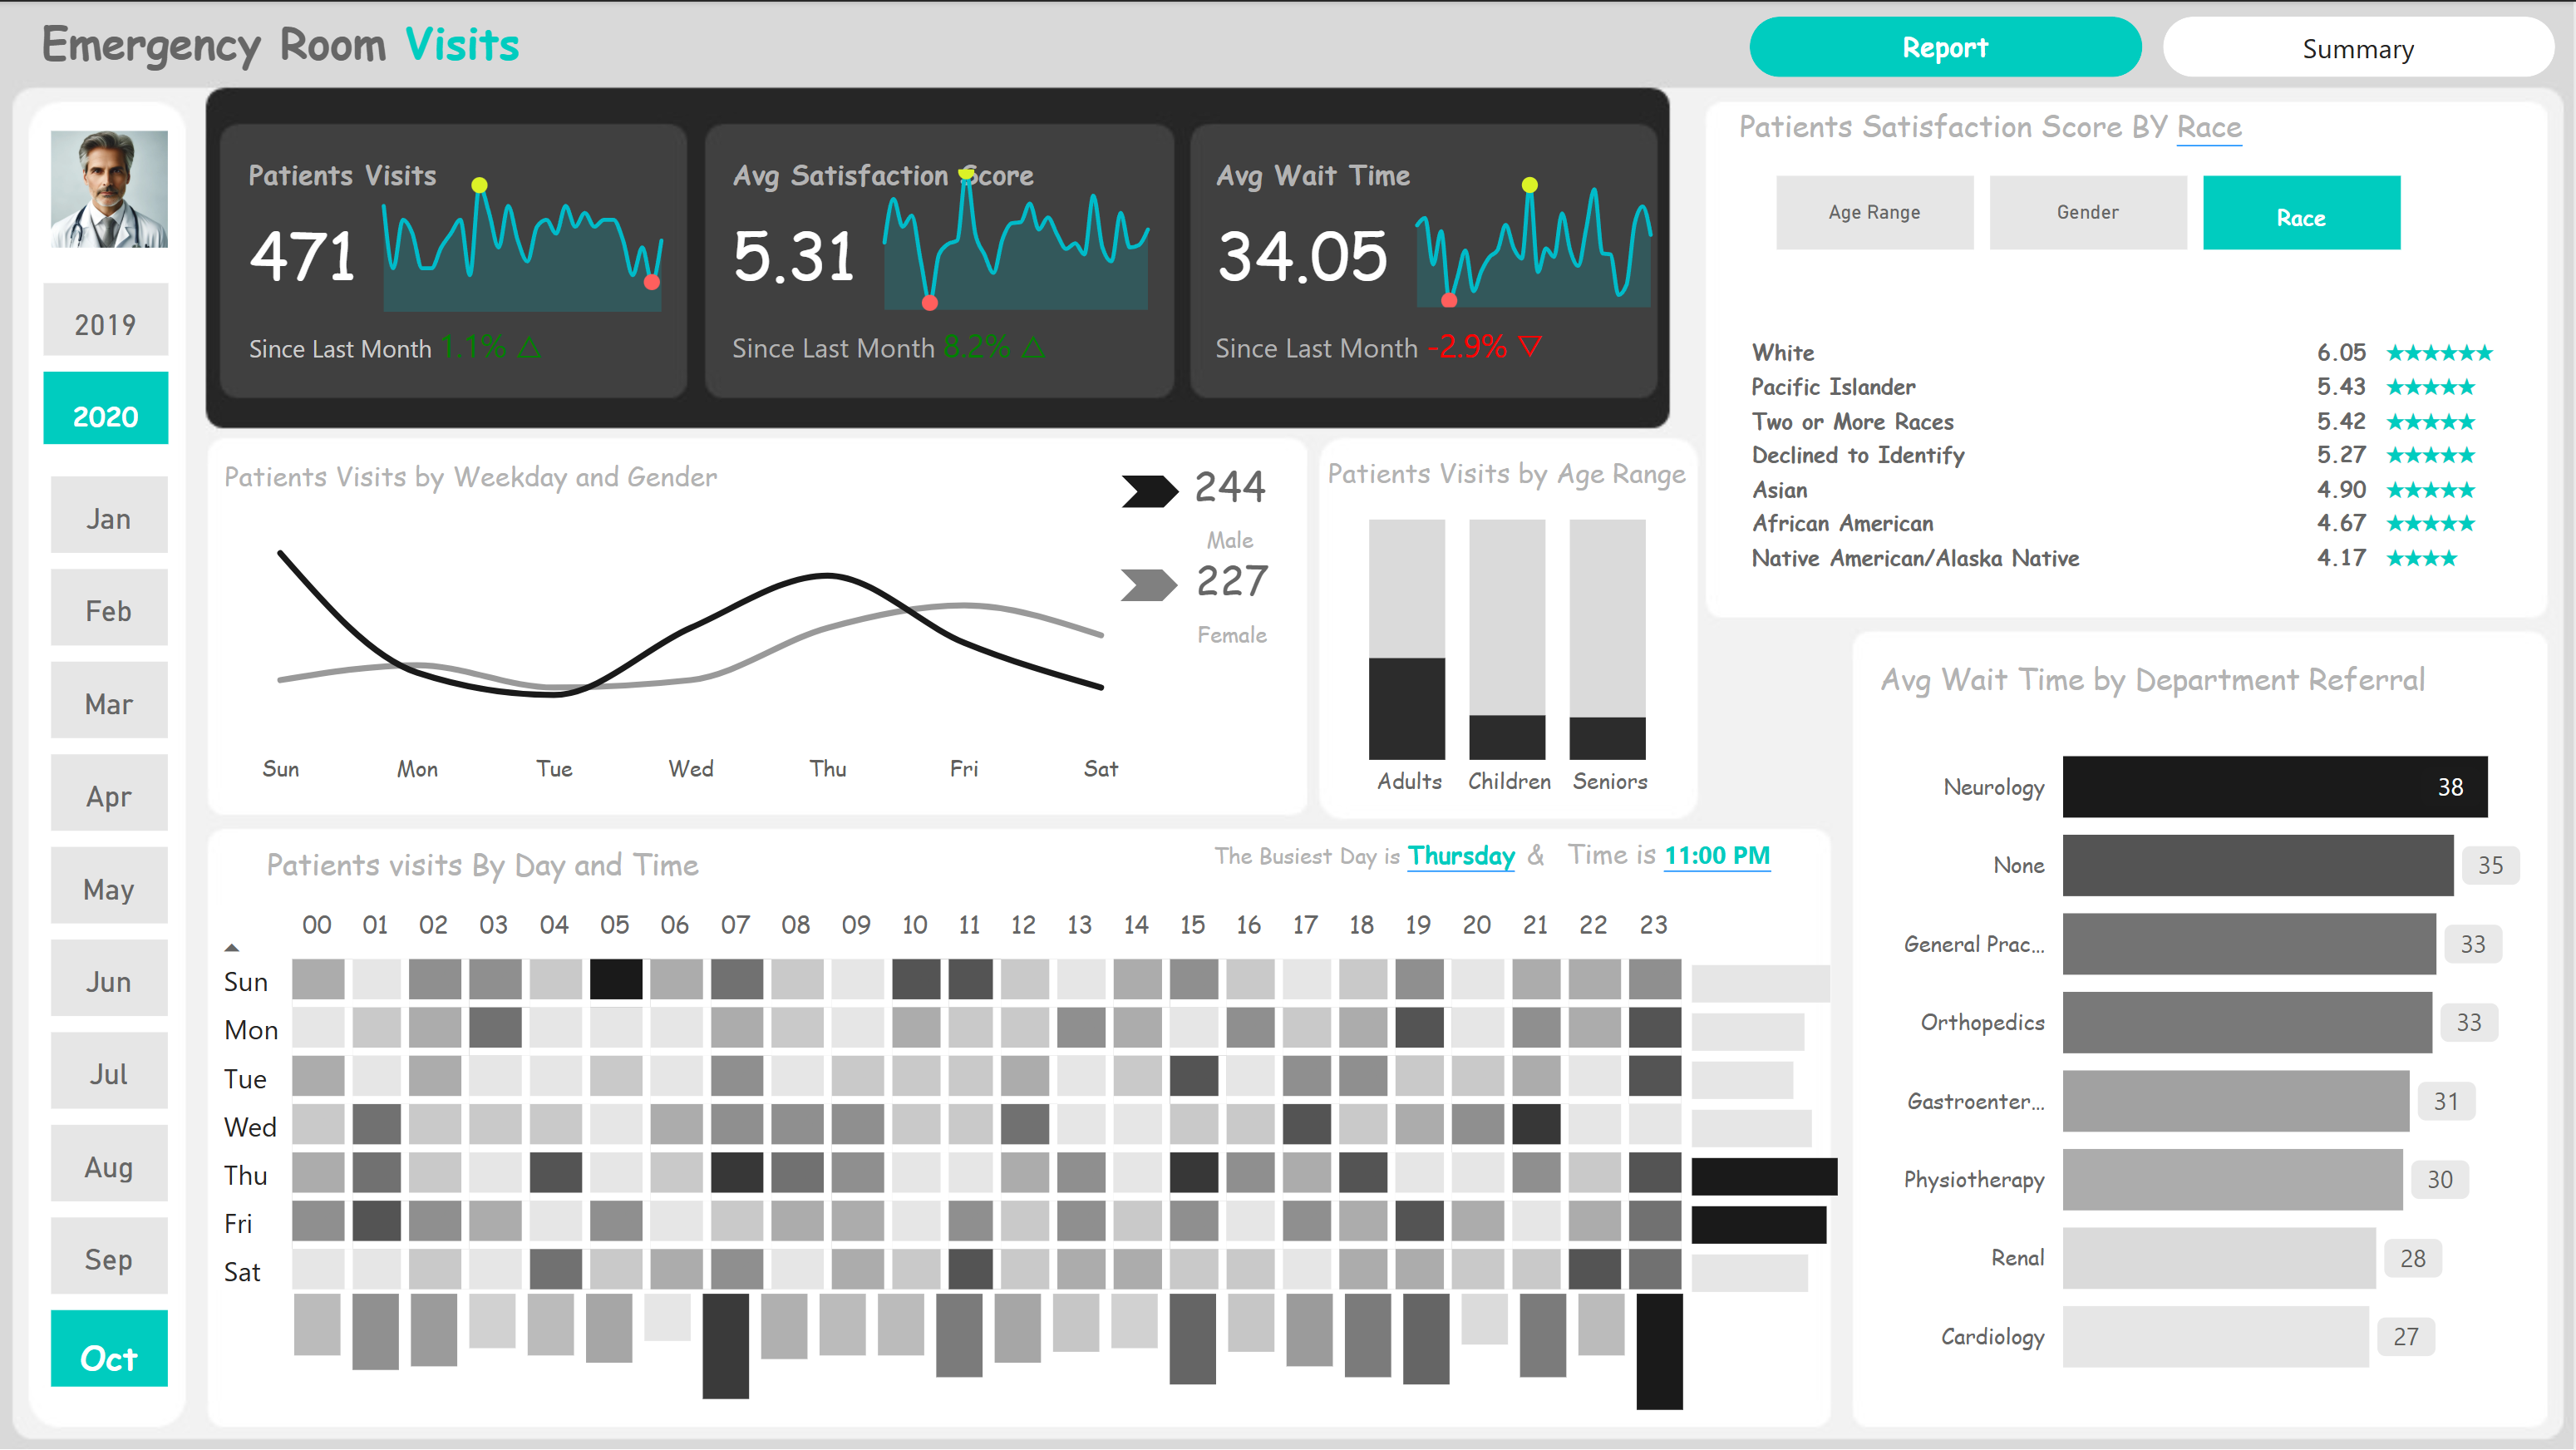 Emergency Room Visits
Report
Summary
2019
2020
Jan
Feb
Mar
Apr
May
Jun
Jul
Aug
Sep
Oct
Patients Visits
471
Since Last Month 1.1% △
Avg Satisfaction Score
5.31
Since Last Month 8.2% △
Avg Wait Time
34.05
Since Last Month -2.9% ▽
Patients Satisfaction Score BY Race
Age Range
Gender
Race
White 6.05 ★★★★★★
Pacific Islander 5.43 ★★★★★
Two or More Races 5.42 ★★★★★
Declined to Identify 5.27 ★★★★★
Asian 4.90 ★★★★★
African American 4.67 ★★★★★
Native American/Alaska Native 4.17 ★★★★
Patients Visits by Weekday and Gender
244
Male
227
Female
Sun Mon Tue Wed Thu Fri Sat
Patients Visits by Age Range
Adults Children Seniors
Patients visits By Day and Time
The Busiest Day is Thursday & Time is 11:00 PM
00 01 02 03 04 05 06 07 08 09 10 11 12 13 14 15 16 17 18 19 20 21 22 23
Sun
Mon
Tue
Wed
Thu
Fri
Sat
Avg Wait Time by Department Referral
Neurology 38
None 35
General Prac... 33
Orthopedics 33
Gastroenter... 31
Physiotherapy 30
Renal 28
Cardiology 27